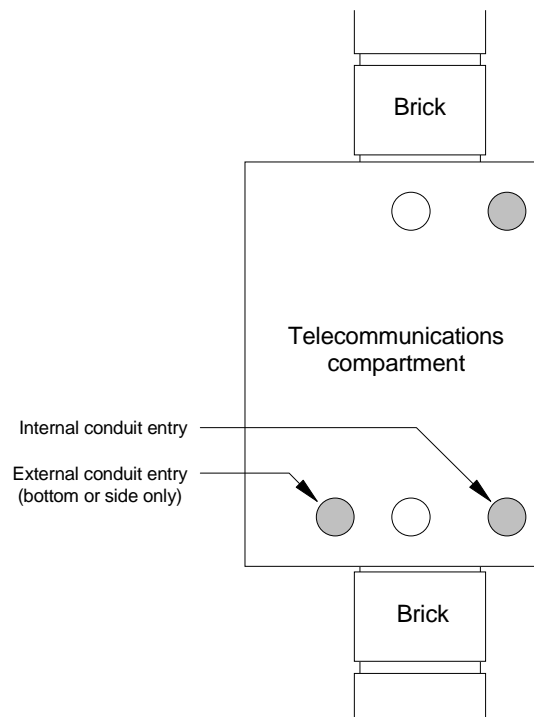 Brick
Telecommunications
compartment
Internal conduit entry
External conduit entry
(bottom or side only)
Brick